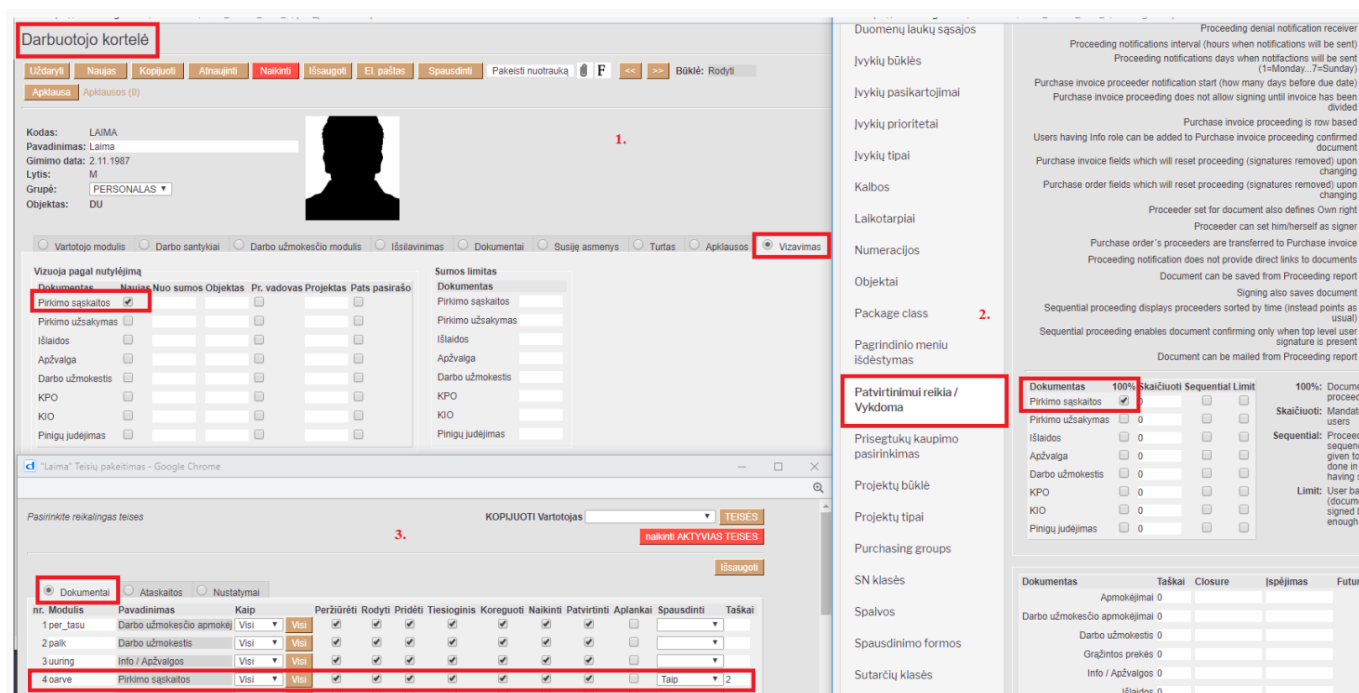 Darbuotojo kortelė
Uždaryti Naujas Kopijuoti Atnaujinti Naikinti Išsaugoti El. paštas Spausdinti Pakeisti nuotrauką F << >> Būklė: Rodyti
Apklausa Apklausos (0)
Kodas: LAIMA
Pavadinimas: Laima
Gimimo data: 2.11.1987
Lytis: M
Grupė: PERSONALAS
Objektas: DU
1.
Vartotojo modulis Darbo santykiai Darbo užmokesčio modulis Išsilavinimas Dokumentai Susiję asmenys Turtas Apklausos Vizavimas
Vizuoja pagal nutylėjimą
Dokumentas Naujas Nuo sumos Objektas Pr. vadovas Projektas Pats pasirašo
Pirkimo sąskaitos
Pirkimo užsakymas
Išlaidos
Apžvalga
Darbo užmokestis
KPO
KIO
Pinigų judėjimas
Sumos limitas
Dokumentas
Pirkimo sąskaitos
Pirkimo užsakymas
Išlaidos
Apžvalga
Darbo užmokestis
KPO
KIO
Pinigų judėjimas
"Laima" Teisių pakeitimas - Google Chrome
Pasirinkite reikalingas teises
KOPIJUOTI Vartotojas TEISES
3.
naikinti AKTYVIAS TEISES
Išsaugoti
Dokumentai Ataskaitos Nustatymai
nr. Modulis Pavadinimas Kaip Peržiūrėti Rodyti Pridėti Tiesioginis Koreguoti Naikinti Patvirtinti Aplankai Spausdinti Taškai
1 per_tasu Darbo užmokesčio apmokėj Visi Visi
2 palk Darbo užmokestis Visi Visi
3 uuring Info / Apžvalgos Visi Visi
4 oarve Pirkimo sąskaitos Visi Visi Taip 2
Duomenų laukų sąsajos
Įvykių būklės
Įvykių pasikartojimai
Įvykių prioritetai
Įvykių tipai
Kalbos
Laikotarpiai
Numeracijos
Objektai
Package class
2.
Pagrindinio meniu
išdėstymas
Patvirtinimui reikia /
Vykdoma
Prisegtukų kaupimo
pasirinkimas
Projektų būklė
Projektų tipai
Purchasing groups
SN klasės
Spalvos
Spausdinimo formos
Sutarčių klasės
Proceeding denial notification receiver
Proceeding notifications interval (hours when notifications will be sent)
Proceeding notifications days when notifactions will be sent
(1=Monday...7=Sunday)
Purchase invoice proceeder notification start (how many days before due date)
Purchase invoice proceeding does not allow signing until invoice has been
divided
Purchase invoice proceeding is row based
Users having Info role can be added to Purchase invoice proceeding confirmed
document
Purchase invoice fields which will reset proceeding (signatures removed) upon
changing
Purchase order fields which will reset proceeding (signatures removed) upon
changing
Proceeder set for document also defines Own right
Proceeder can set him/herself as signer
Purchase order´s proceeders are transferred to Purchase invoice
Proceeding notification does not provide direct links to documents
Document can be saved from Proceeding report
Signing also saves document
Sequential proceeding displays proceeders sorted by time (instead points as
usual)
Sequential proceeding enables document confirming only when top level user
signature is present
Document can be mailed from Proceeding report
Dokumentas 100% Skaičiuoti Sequential Limit
Pirkimo sąskaitos 0
Pirkimo užsakymas 0
Išlaidos 0
Apžvalga 0
Darbo užmokestis 0
KPO 0
KIO 0
Pinigų judėjimas 0
100%: Docume
proceed
Skaičiuoti: Mandat
users
Sequential: Proceed
sequenc
given to
done in
having s
Limit: User ba
(docume
signed b
enough
Dokumentas Taškai Closure Įspėjimas Futur
Apmokėjimai 0
Darbo užmokesčio apmokėjimai 0
Darbo užmokestis 0
Grąžintos prekės 0
Info / Apžvalgos 0
Išlaidos 0